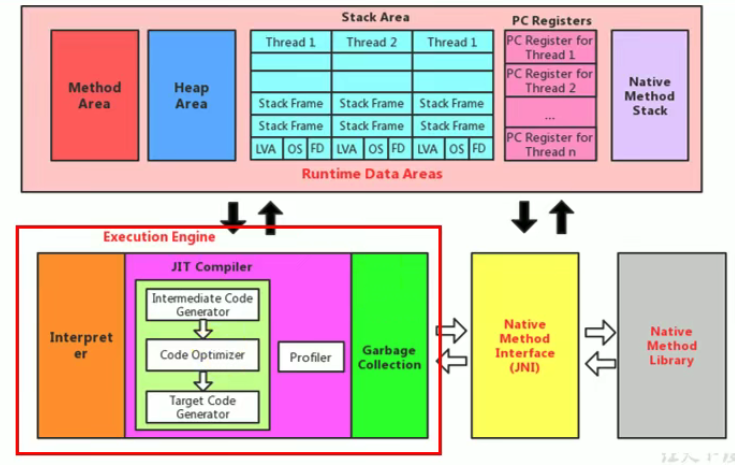 Stack Area
PC Registers
Method
Area
Heap
Area
Thread 1
Thread 2
Thread 1
Stack Frame
Stack Frame
Stack Frame
Stack Frame
Stack Frame
Stack Frame
LVA
OS
FD
LVA
OS
FD
LVA
OS
FD
PC Register for
Thread 1
PC Register for
Thread 2
...
PC Register for
Thread n
Native
Method
Stack
Runtime Data Areas
Execution Engine
Interpret
er
JIT Compiler
Intermediate Code
Generator
Code Optimizer
Target Code
Generator
Profiler
Garbage
Collection
Native
Method
Interface
(JNI)
Native
Method
Library